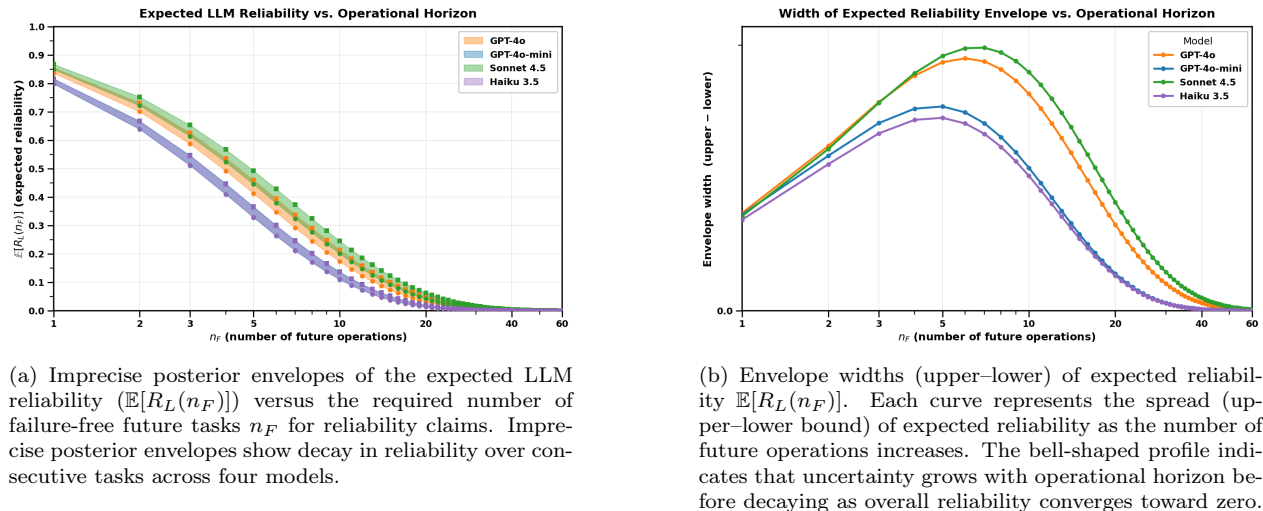 Expected LLM Reliability vs. Operational Horizon
1.0
0.9
0.8
0.7
0.6
0.5
0.4
0.3
0.2
0.1
0.0
𝔼[R_L(n_F)] (expected reliability)
GPT-4o
GPT-4o-mini
Sonnet 4.5
Haiku 3.5
1 2 3 5 10 20 40 60
n_F (number of future operations)
(a) Imprecise posterior envelopes of the expected LLM
reliability (𝔼[R_L(n_F)]) versus the required number of
failure-free future tasks n_F for reliability claims. Impre-
cise posterior envelopes show decay in reliability over con-
secutive tasks across four models.
Width of Expected Reliability Envelope vs. Operational Horizon
Envelope width (upper − lower)
0.0
Model
GPT-4o
GPT-4o-mini
Sonnet 4.5
Haiku 3.5
1 2 3 5 10 20 40 60
n_F (number of future operations)
(b) Envelope widths (upper–lower) of expected reliabil-
ity 𝔼[R_L(n_F)]. Each curve represents the spread (up-
per–lower bound) of expected reliability as the number of
future operations increases. The bell-shaped profile indi-
cates that uncertainty grows with operational horizon be-
fore decaying as overall reliability converges toward zero.